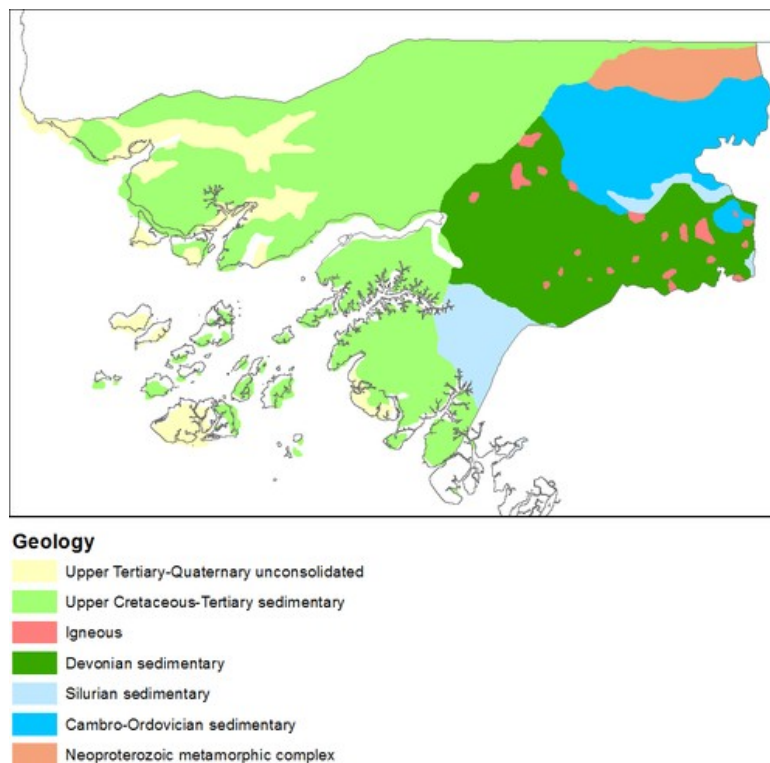 Geology
Upper Tertiary-Quaternary unconsolidated
Upper Cretaceous-Tertiary sedimentary
Igneous
Devonian sedimentary
Silurian sedimentary
Cambro-Ordovician sedimentary
Neoproterozoic metamorphic complex